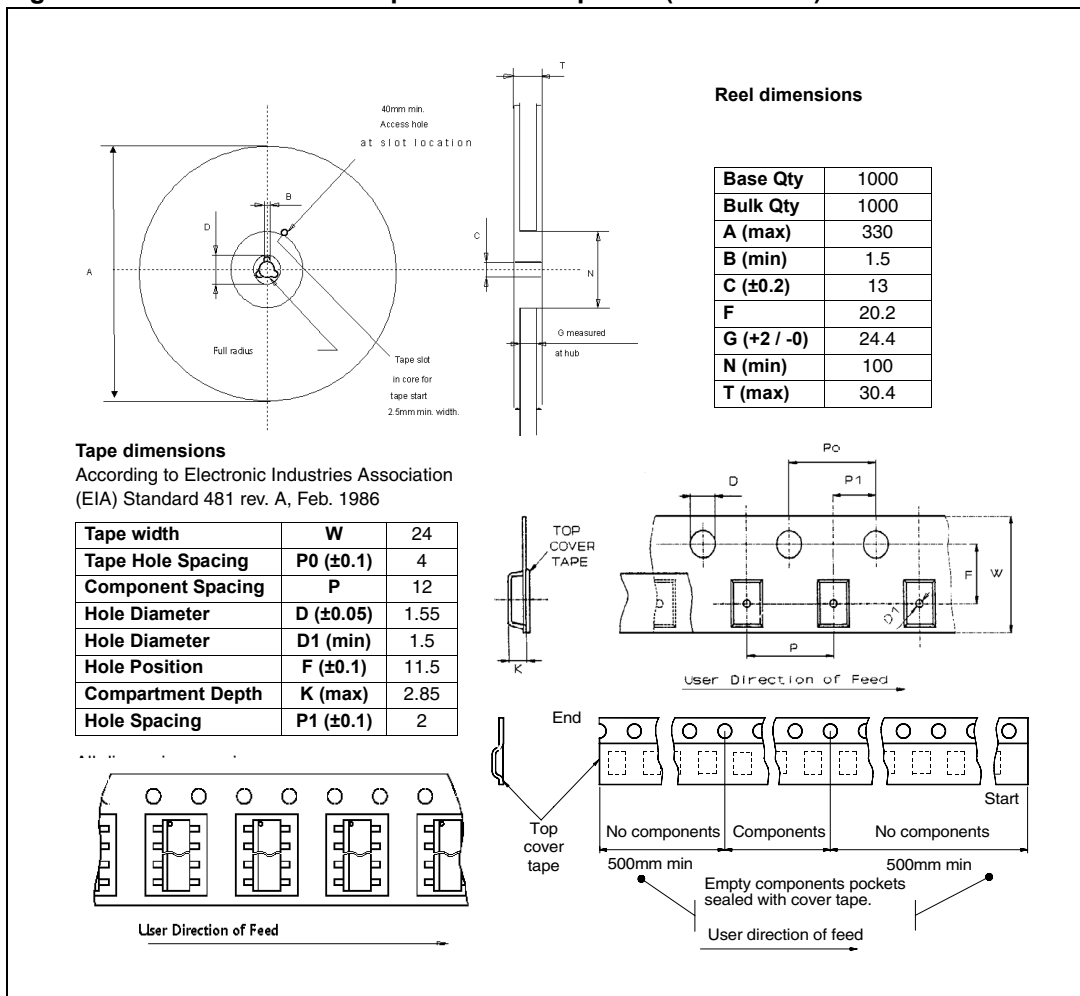 T
40mm min.
Access hole
at slot location
B
D
A
C
N
G measured
at hub
Full radius
Tape slot
in core for
tape start
2.5mm min. width.
Reel dimensions
Base Qty 1000
Bulk Qty 1000
A (max) 330
B (min) 1.5
C (±0.2) 13
F 20.2
G (+2 / -0) 24.4
N (min) 100
T (max) 30.4
Tape dimensions
According to Electronic Industries Association
(EIA) Standard 481 rev. A, Feb. 1986
Tape width W 24
Tape Hole Spacing P0 (±0.1) 4
Component Spacing P 12
Hole Diameter D (±0.05) 1.55
Hole Diameter D1 (min) 1.5
Hole Position F (±0.1) 11.5
Compartment Depth K (max) 2.85
Hole Spacing P1 (±0.1) 2
Po
D
P1
TOP
COVER
TAPE
F
W
D1
K
P
User Direction of Feed
End
Start
Top
cover
tape
No components Components No components
500mm min 500mm min
Empty components pockets
sealed with cover tape.
User direction of feed
User Direction of Feed